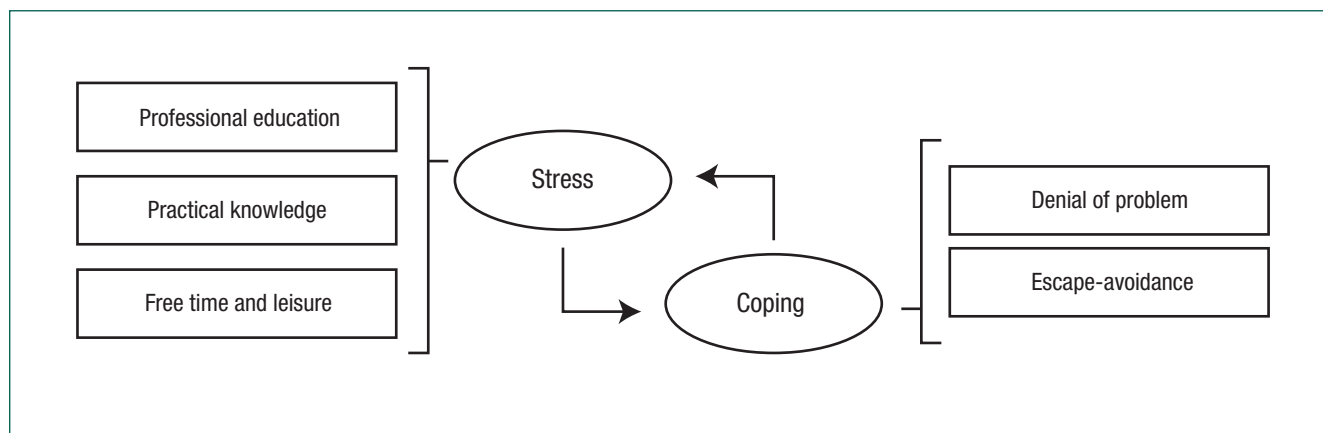 Professional education
Practical knowledge
Free time and leisure
Stress
Coping
Denial of problem
Escape-avoidance